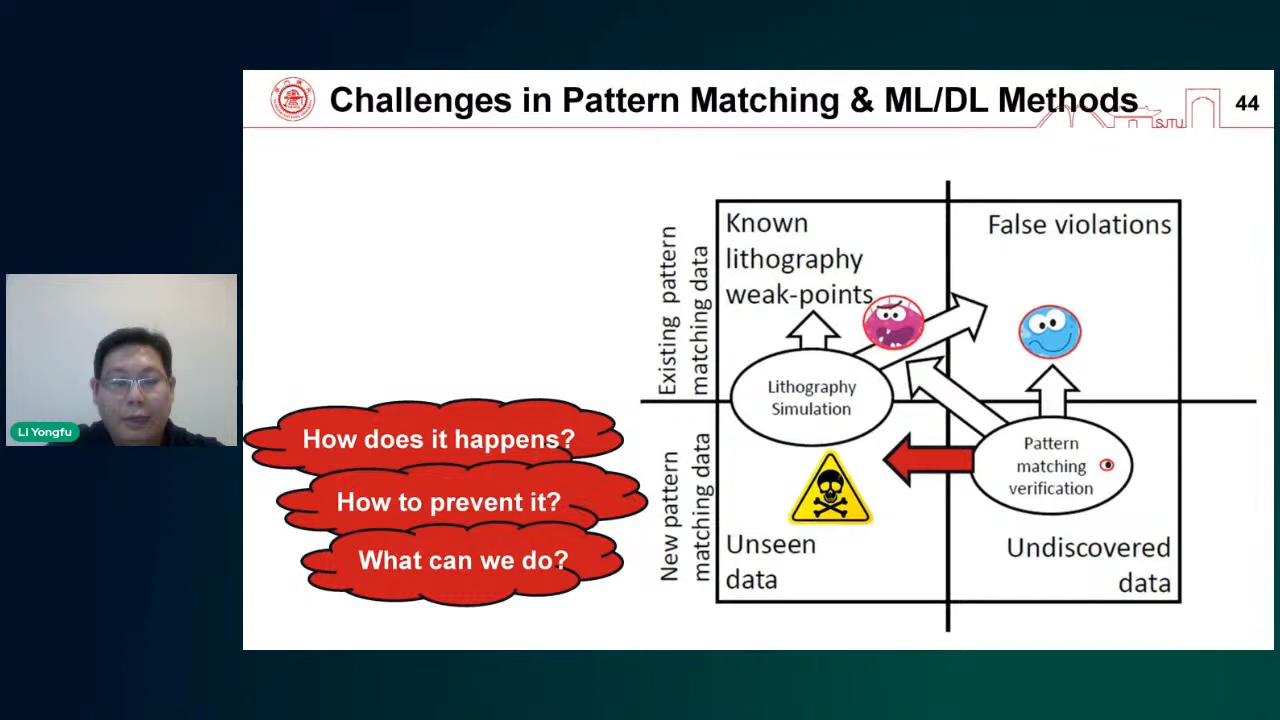 Challenges in Pattern Matching & ML/DL Methods
44
SJTU
Known
lithography
weak-points
False violations
Existing pattern
matching data
Lithography
Simulation
Li Yongfu
How does it happens?
How to prevent it?
What can we do?
New pattern
matching data
Pattern
matching
verification
Unseen
data
Undiscovered
data